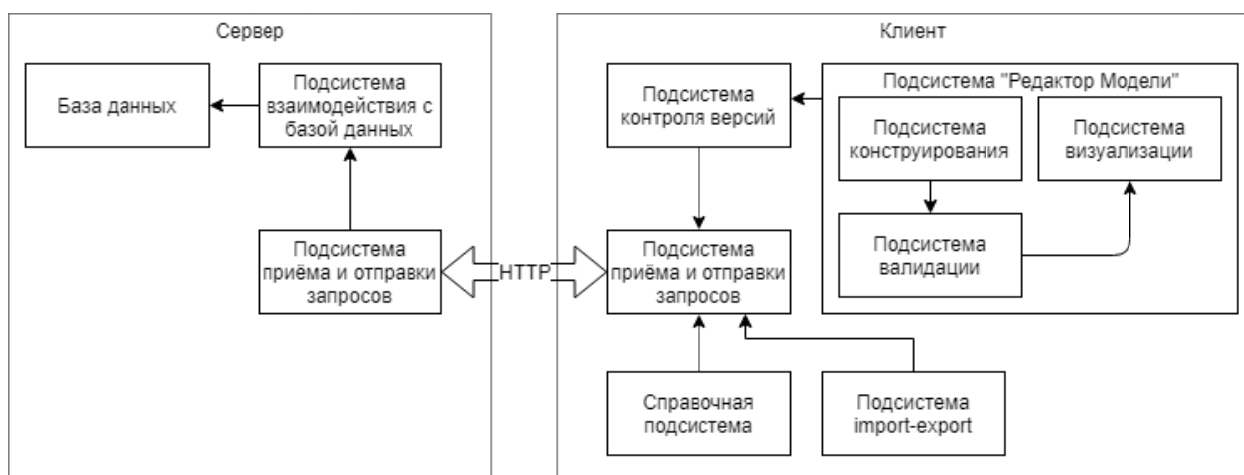 Сервер
База данных
Подсистема
взаимодействия с
базой данных
Подсистема
приёма и отправки
запросов
HTTP
Клиент
Подсистема
контроля версий
Подсистема "Редактор Модели"
Подсистема
конструирования
Подсистема
визуализации
Подсистема
валидации
Подсистема
приёма и отправки
запросов
Справочная
подсистема
Подсистема
import-export